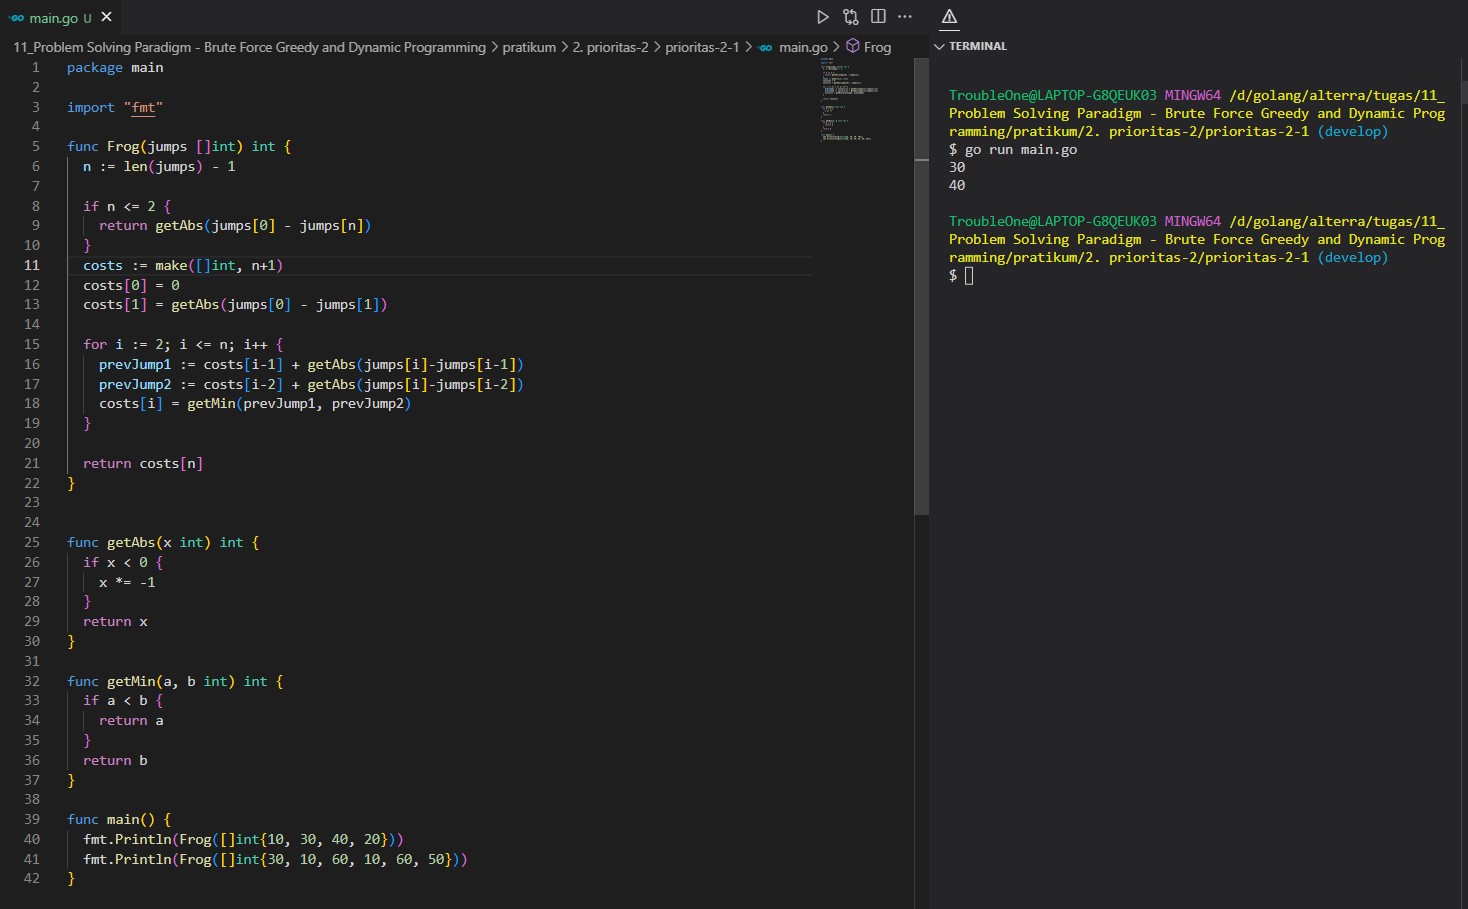 main.go U
11_Problem Solving Paradigm - Brute Force Greedy and Dynamic Programming > pratikum > 2. prioritas-2 > prioritas-2-1 > main.go > Frog
1 package main
2
3 import "fmt"
4
5 func Frog(jumps []int) int {
6 n := len(jumps) - 1
7
8 if n <= 2 {
9 return getAbs(jumps[0] - jumps[n])
10 }
11 costs := make([]int, n+1)
12 costs[0] = 0
13 costs[1] = getAbs(jumps[0] - jumps[1])
14
15 for i := 2; i <= n; i++ {
16 prevJump1 := costs[i-1] + getAbs(jumps[i]-jumps[i-1])
17 prevJump2 := costs[i-2] + getAbs(jumps[i]-jumps[i-2])
18 costs[i] = getMin(prevJump1, prevJump2)
19 }
20
21 return costs[n]
22 }
23
24
25 func getAbs(x int) int {
26 if x < 0 {
27 x *= -1
28 }
29 return x
30 }
31
32 func getMin(a, b int) int {
33 if a < b {
34 return a
35 }
36 return b
37 }
38
39 func main() {
40 fmt.Println(Frog([]int{10, 30, 40, 20}))
41 fmt.Println(Frog([]int{30, 10, 60, 10, 60, 50}))
42 }
TERMINAL
TroubleOne@LAPTOP-G8QEUK03 MINGW64 /d/golang/alterra/tugas/11_
Problem Solving Paradigm - Brute Force Greedy and Dynamic Prog
ramming/pratikum/2. prioritas-2/prioritas-2-1 (develop)
$ go run main.go
30
40
TroubleOne@LAPTOP-G8QEUK03 MINGW64 /d/golang/alterra/tugas/11_
Problem Solving Paradigm - Brute Force Greedy and Dynamic Prog
ramming/pratikum/2. prioritas-2/prioritas-2-1 (develop)
$